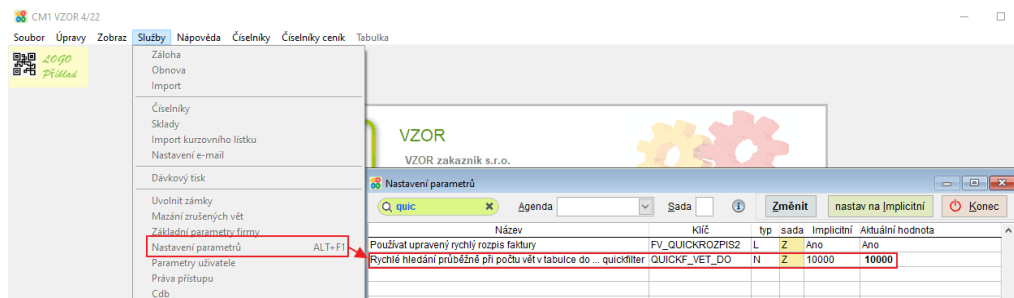 CM1 VZOR 4/22
Soubor Úpravy Zobraz Služby Nápověda Číselníky Číselníky ceník Tabulka
LOGO
Příklad
Záloha
Obnova
Import
Číselníky
Sklady
Import kurzovního lístku
Nastavení e-mail
Dávkový tisk
Uvolnit zámky
Mazání zrušených vět
Základní parametry firmy
Nastavení parametrů ALT+F1
Parametry uživatele
Práva přístupu
Cdb
VZOR
VZOR zakaznik s.r.o.
Nastavení parametrů
quic Agenda Sada Změnit nastav na Implicitní Konec
Název Klíč typ sada Implicitní Aktuální hodnota
Používat upravený rychlý rozpis faktury FV_QUICKROZPIS2 L Z Ano Ano
Rychlé hledání průběžně při počtu vět v tabulce do ... quickfilter QUICKF_VET_DO N Z 10000 10000